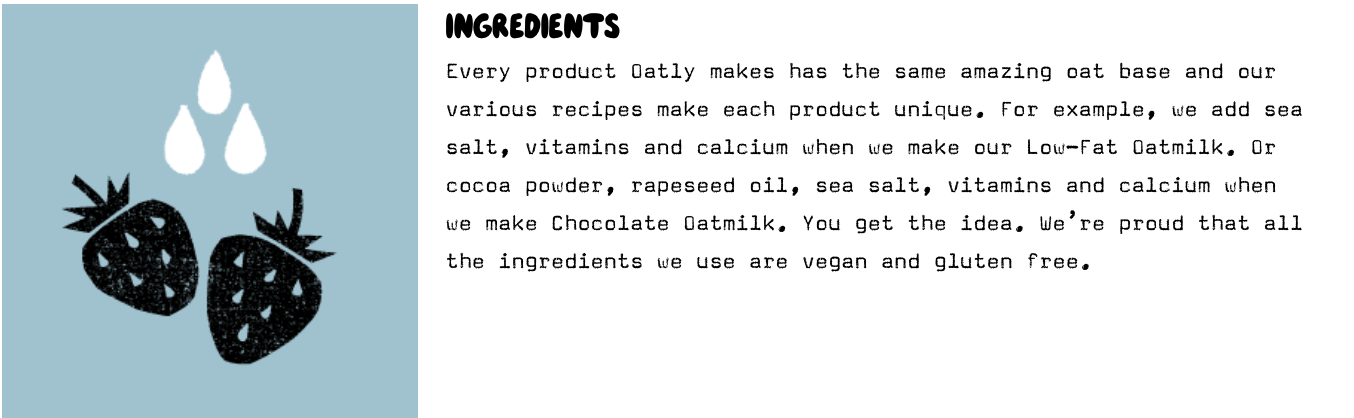 INGREDIENTS
Every product Oatly makes has the same amazing oat base and our
various recipes make each product unique. For example, we add sea
salt, vitamins and calcium when we make our Low-Fat Oatmilk. Or
cocoa powder, rapeseed oil, sea salt, vitamins and calcium when
we make Chocolate Oatmilk. You get the idea. We’re proud that all
the ingredients we use are vegan and gluten free.